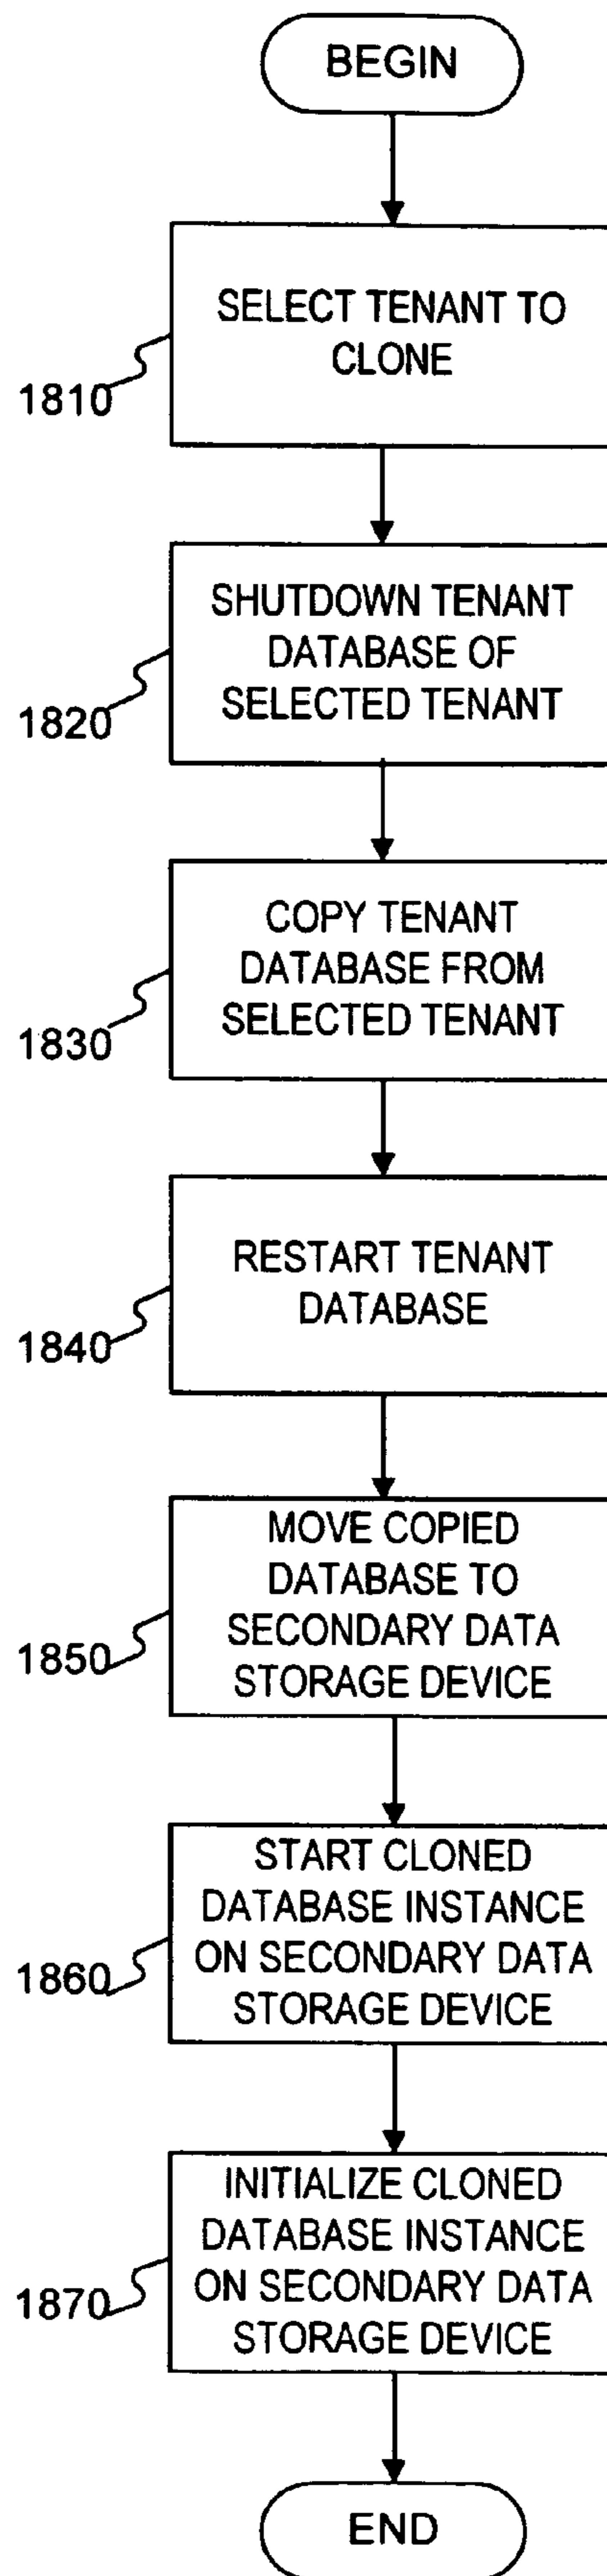 BEGIN
SELECT TENANT TO
CLONE
1810
SHUTDOWN TENANT
DATABASE OF
SELECTED TENANT
1820
COPY TENANT
DATABASE FROM
SELECTED TENANT
1830
RESTART TENANT
DATABASE
1840
MOVE COPIED
DATABASE TO
SECONDARY DATA
STORAGE DEVICE
1850
START CLONED
DATABASE INSTANCE
ON SECONDARY DATA
STORAGE DEVICE
1860
INITIALIZE CLONED
DATABASE INSTANCE
ON SECONDARY DATA
STORAGE DEVICE
1870
END